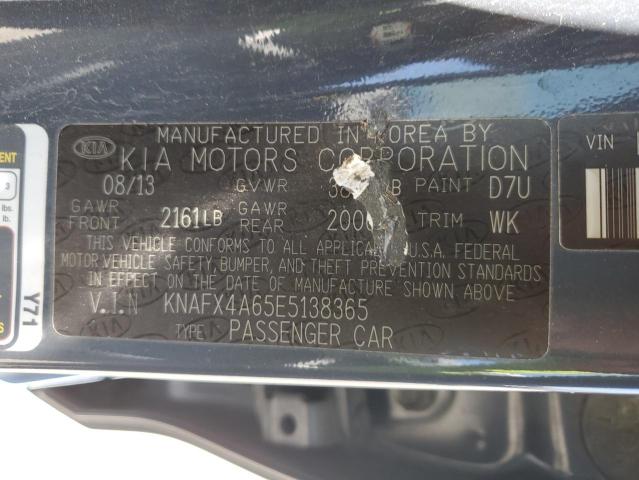 MANUFACTURED IN KOREA BY
KIA KIA MOTORS CORPORATION
08/13 GVWR PAINT D7U
GAWR FRONT 2161LB GAWR REAR TRIM WK
THIS VEHICLE CONFORMS TO ALL APPLICABLE U.S.A. FEDERAL
MOTOR VEHICLE SAFETY, BUMPER, AND THEFT PREVENTION STANDARDS
IN EFFECT ON THE DATE OF MANUFACTURE SHOWN ABOVE
V.I.N KNAFX4A65E5138365
TYPE PASSENGER CAR
Y71
VIN
lbs.